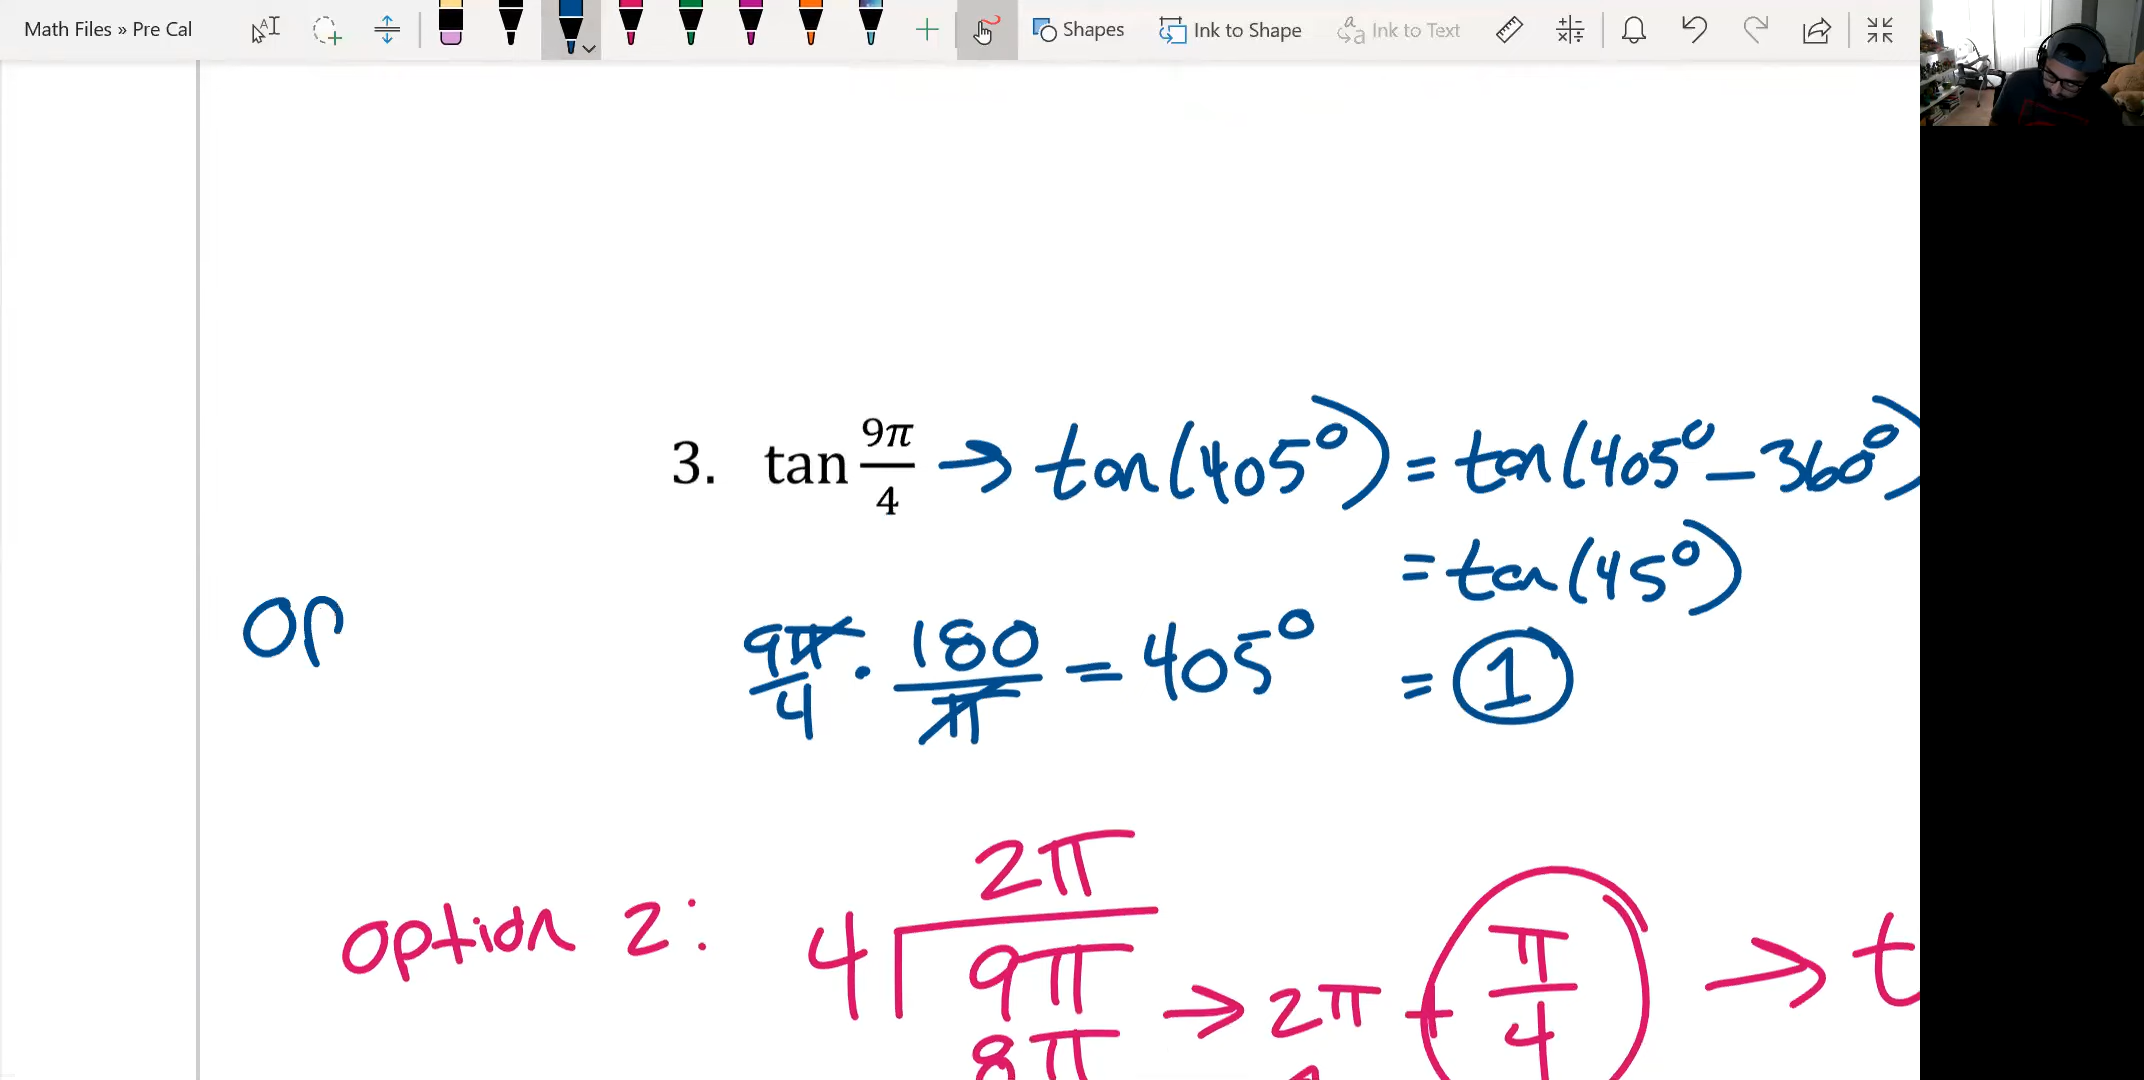 Math Files » Pre Cal Shapes Ink to Shape Ink to Text
3. tan 9π/4 → tan(405°) = tan(405° - 360°)
= tan(45°)
OP
9π/4 · 180/π = 405°
= 1
2π
option 2: 4 9π → 2π + π/4 → t
8π